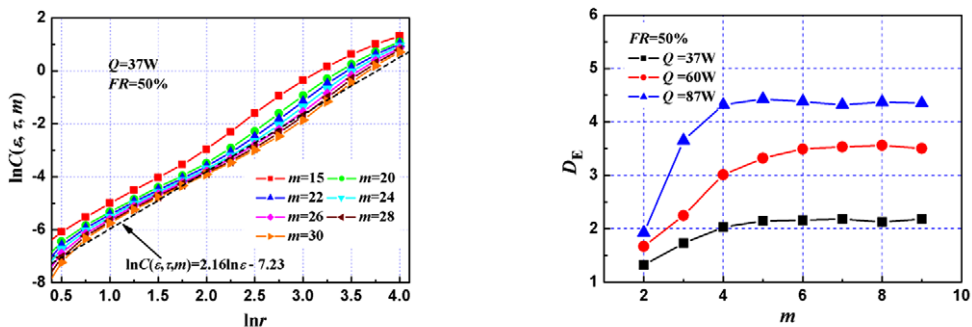 lnC(ε, τ, m)
2
0
-2
-4
-6
-8
Q=37W
FR=50%
m=15 m=20
m=22 m=24
m=26 m=28
m=30
lnC(ε,τ,m)=2.16lnε - 7.23
0.5 1.0 1.5 2.0 2.5 3.0 3.5 4.0
lnr
D_E
6
5
4
3
2
1
FR=50%
Q =37W
Q =60W
Q =87W
0 2 4 6 8 10
m